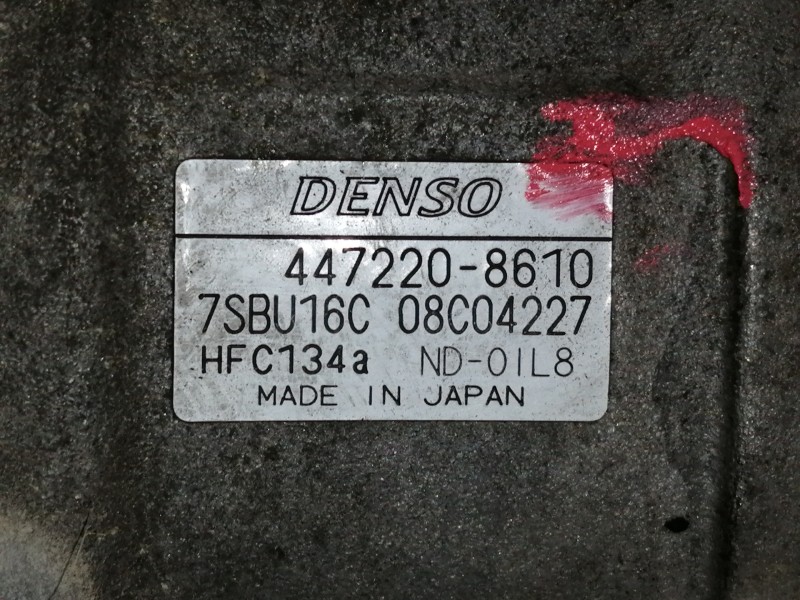 DENSO
447220-8610
7SBU16C 08C04227
HFC134a ND-OIL8
MADE IN JAPAN